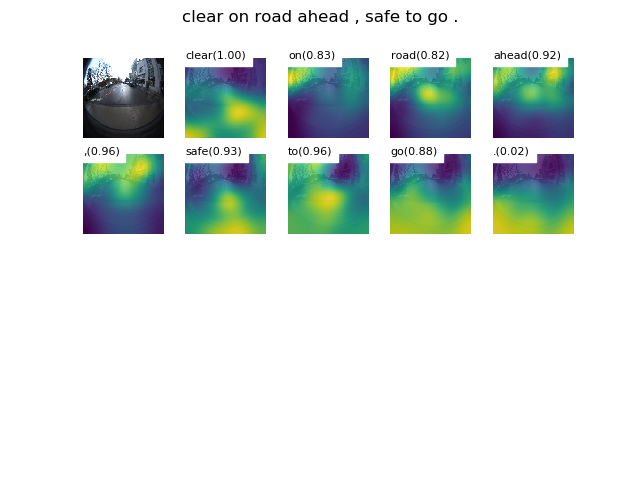 clear on road ahead , safe to go .
clear(1.00) on(0.83) road(0.82) ahead(0.92)
,(0.96) safe(0.93) to(0.96) go(0.88) .(0.02)